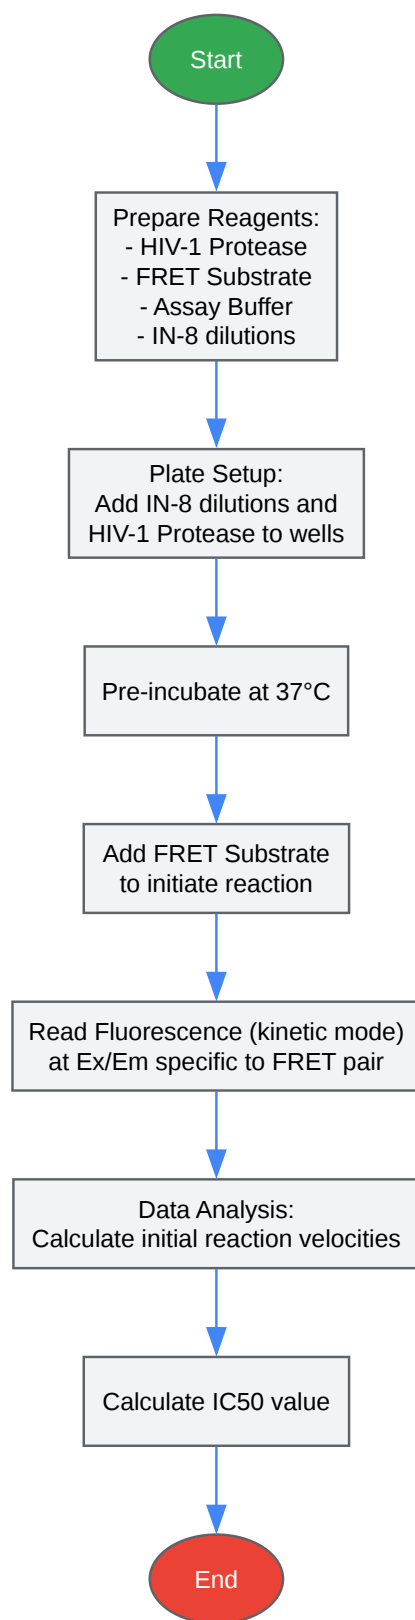 Start
Prepare Reagents:
- HIV-1 Protease
- FRET Substrate
- Assay Buffer
- IN-8 dilutions
Plate Setup:
Add IN-8 dilutions and
HIV-1 Protease to wells
Pre-incubate at 37°C
Add FRET Substrate
to initiate reaction
Read Fluorescence (kinetic mode)
at Ex/Em specific to FRET pair
Data Analysis:
Calculate initial reaction velocities
Calculate IC50 value
End